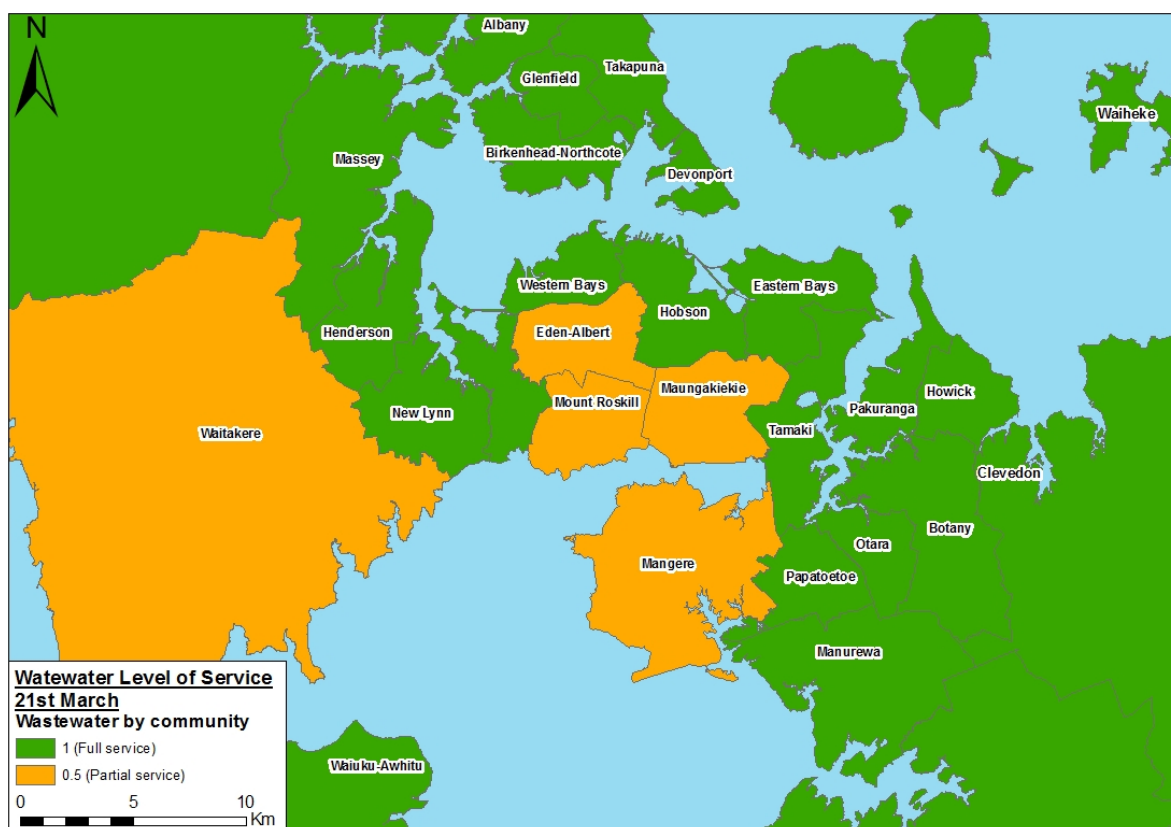 N
Albany
Takapuna
Glenfield
Waiheke
Birkenhead-Northcote
Massey
Devonport
Western Bays
Eastern Bays
Hobson
Henderson
Eden-Albert
Maungakiekie
Howick
Mount Roskill
Pakuranga
New Lynn
Tamaki
Waitakere
Clevedon
Botany
Otara
Mangere
Papatoetoe
Manurewa
Waiuku-Awhitu
Watewater Level of Service
21st March
Wastewater by community
1 (Full service)
0.5 (Partial service)
0 5 10
Km